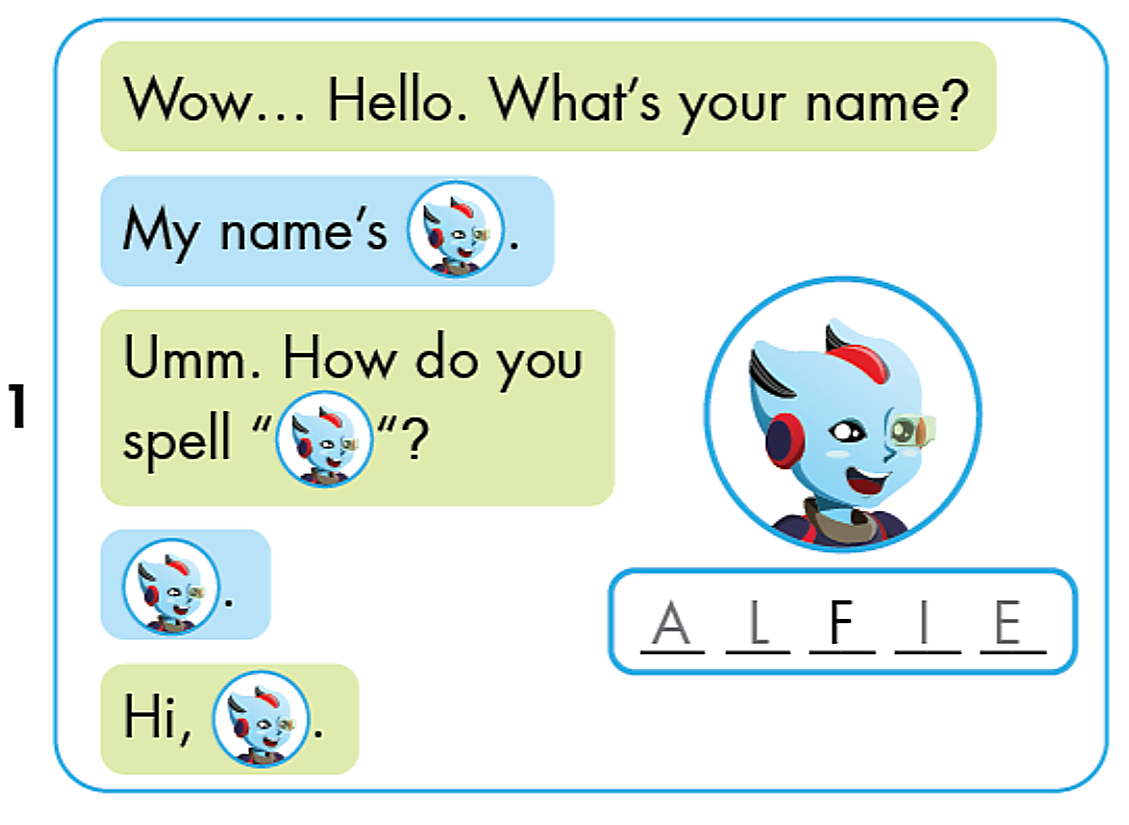 Wow... Hello. What's your name?
My name's .
Umm. How do you
spell “ “?
.
Hi, .
1
A L F I E